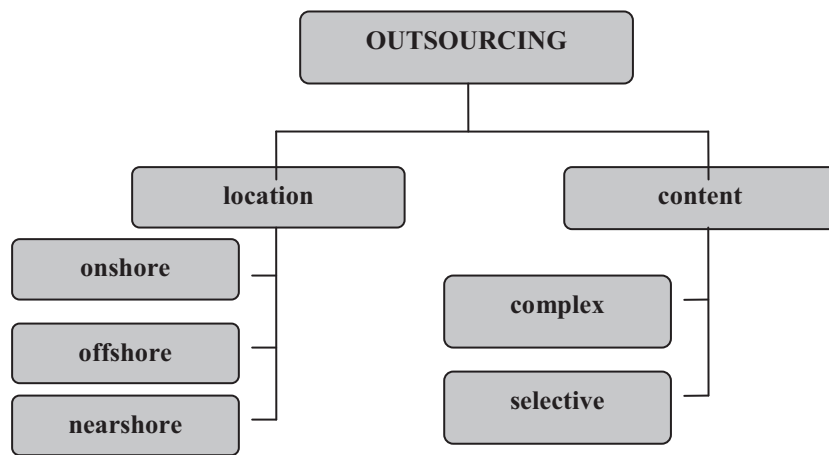 OUTSOURCING
location
content
onshore
offshore
nearshore
complex
selective